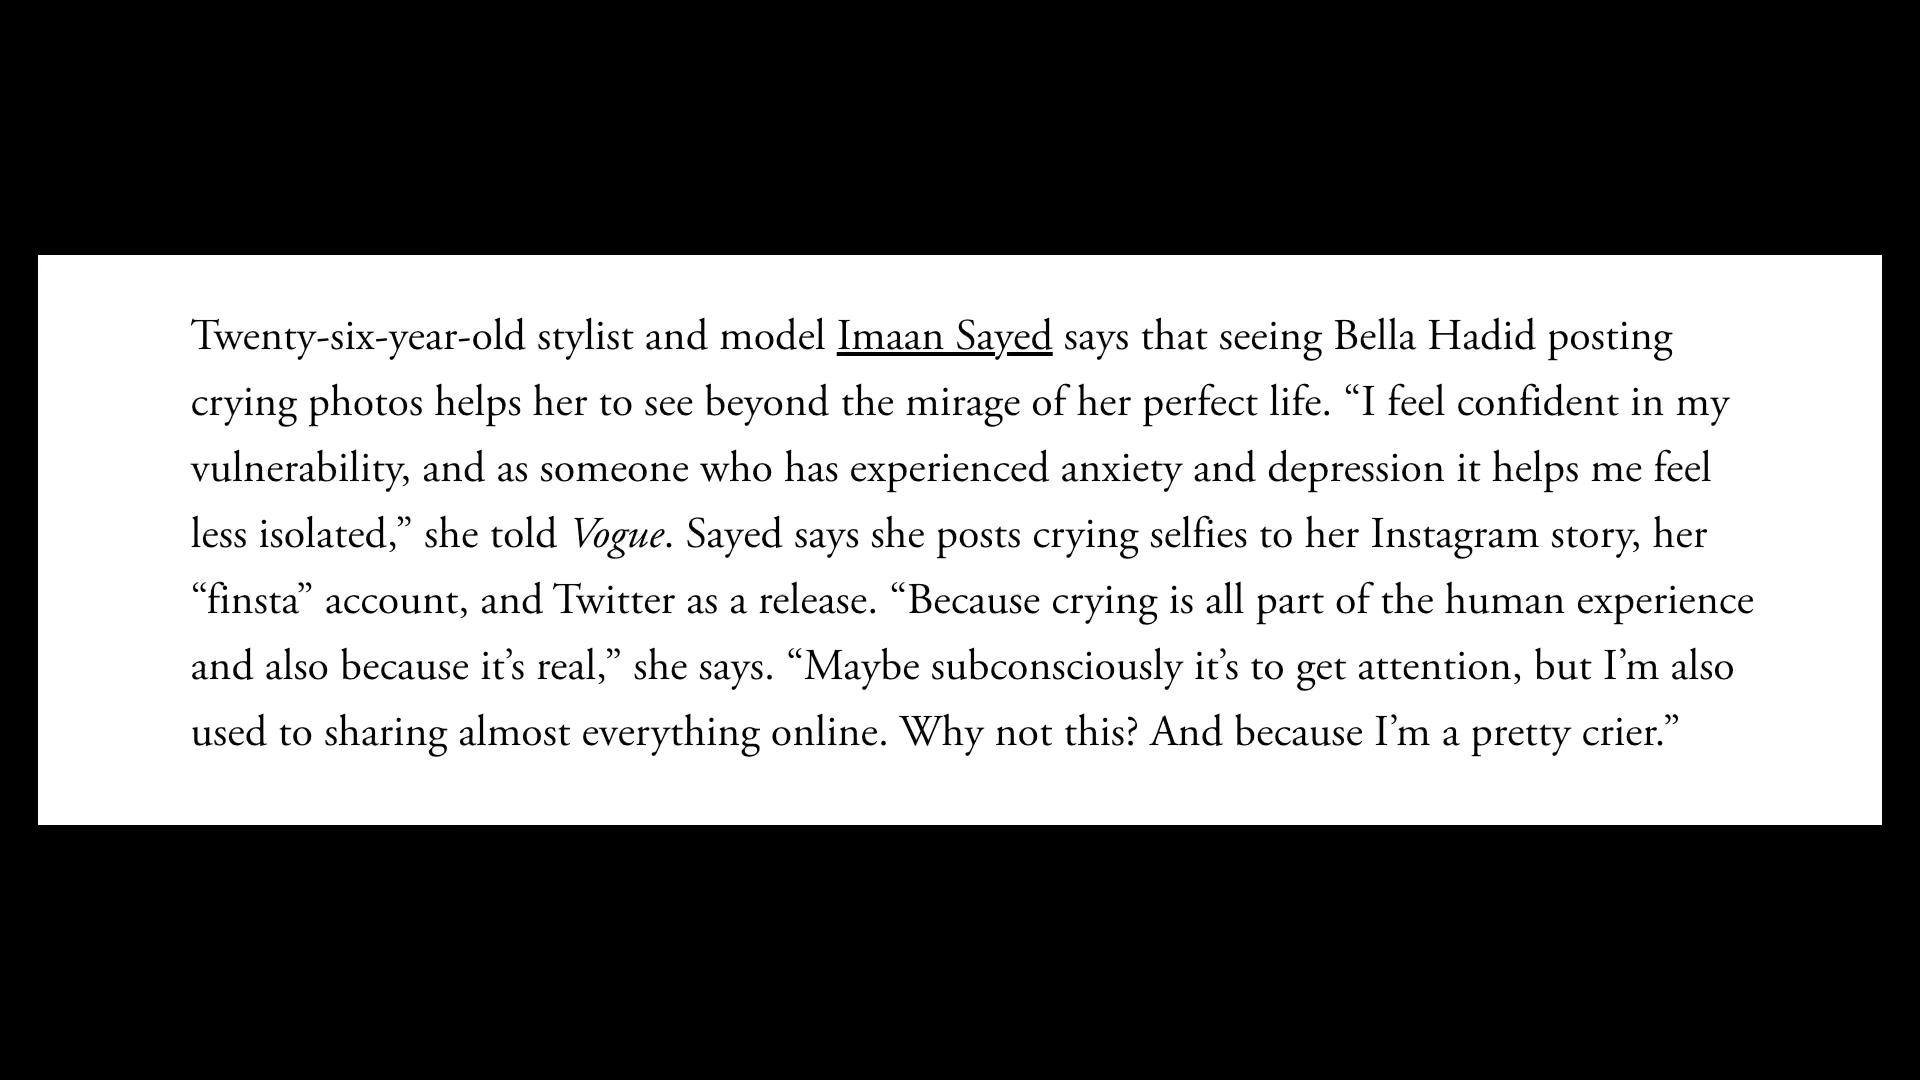 Twenty-six-year-old stylist and model Imaan Sayed says that seeing Bella Hadid posting
crying photos helps her to see beyond the mirage of her perfect life. “I feel confident in my
vulnerability, and as someone who has experienced anxiety and depression it helps me feel
less isolated,” she told Vogue. Sayed says she posts crying selfies to her Instagram story, her
“finsta” account, and Twitter as a release. “Because crying is all part of the human experience
and also because it’s real,” she says. “Maybe subconsciously it’s to get attention, but I’m also
used to sharing almost everything online. Why not this? And because I’m a pretty crier.”